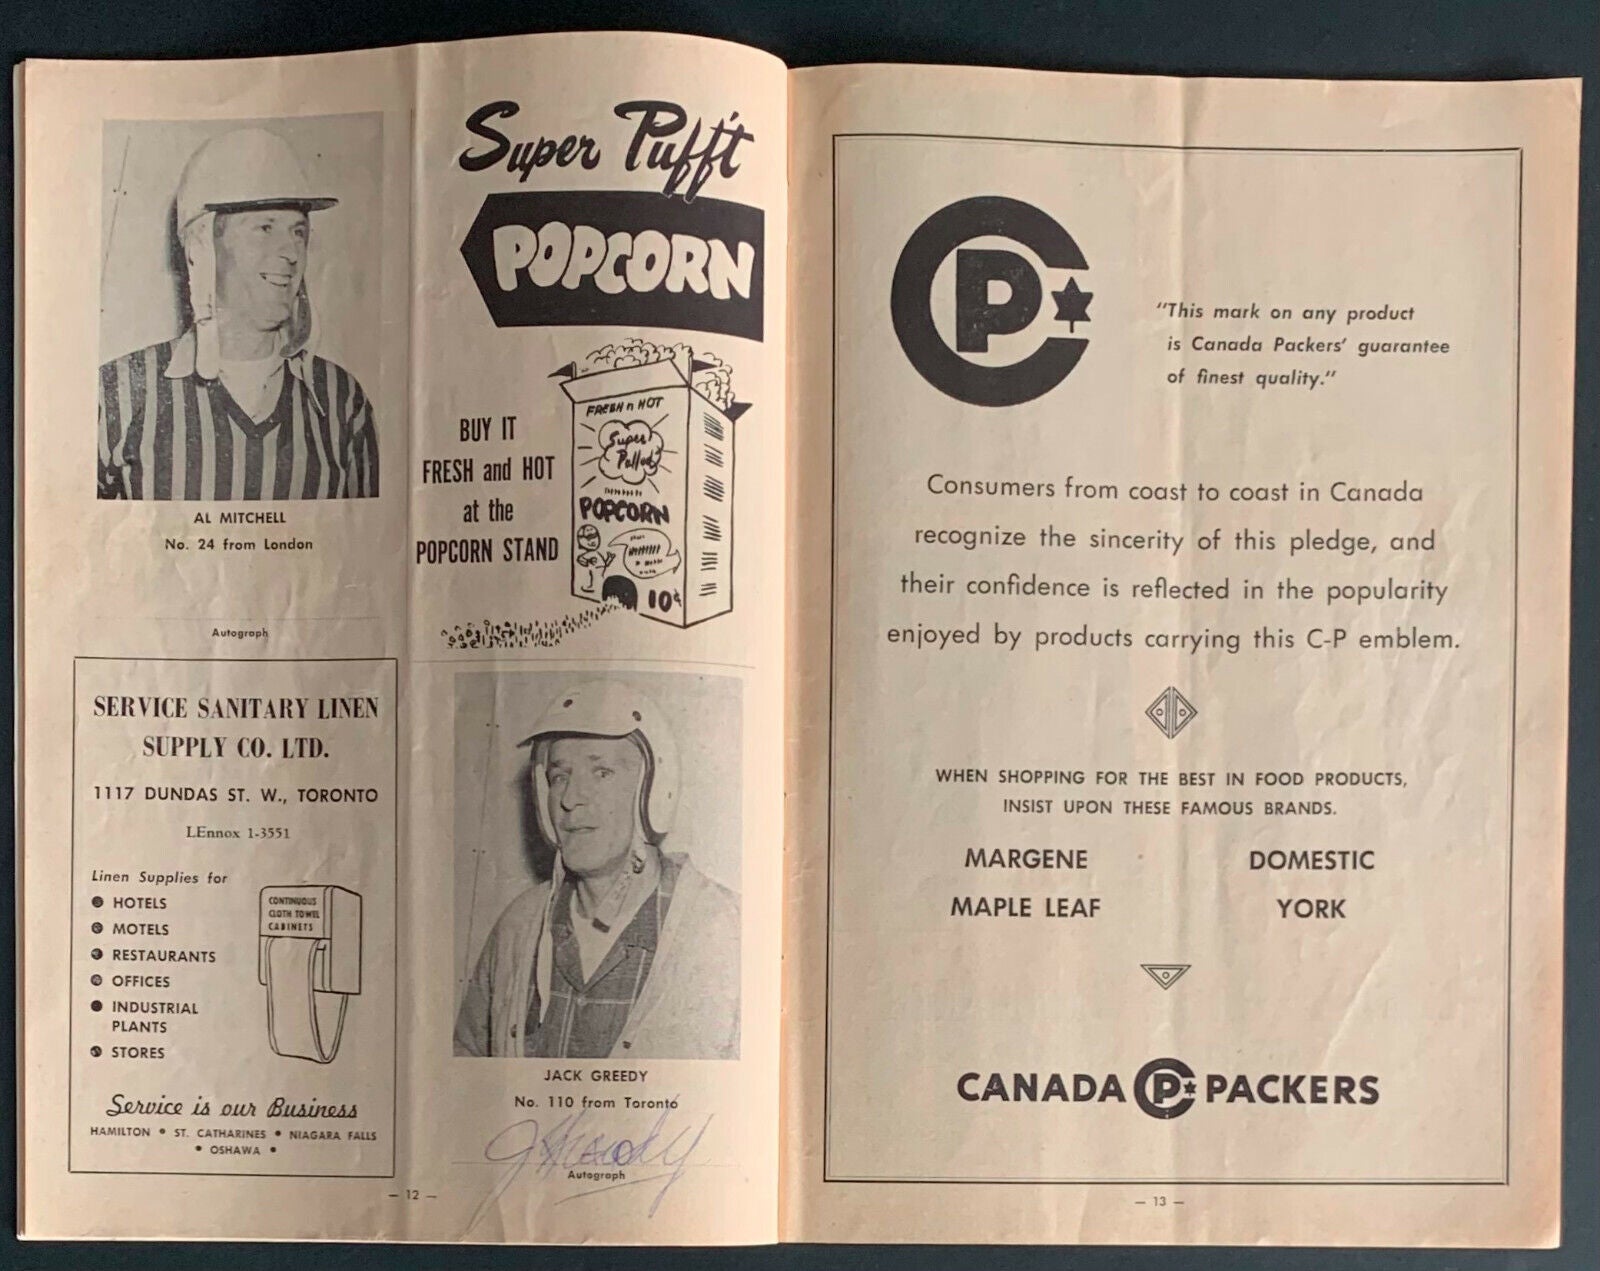 AL MITCHELL
No. 24 from London
Autograph
SERVICE SANITARY LINEN
SUPPLY CO. LTD.
1117 DUNDAS ST. W., TORONTO
LEnnox 1-3551
Linen Supplies for
HOTELS
MOTELS
RESTAURANTS
OFFICES
INDUSTRIAL
PLANTS
STORES
CONTINUOUS
CLOTH TOWEL
CABINETS
Service is our Business
HAMILTON • ST. CATHARINES • NIAGARA FALLS
• OSHAWA •
Super Pufft
POPCORN
BUY IT
FRESH and HOT
at the
POPCORN STAND
FRESH n HOT
Super
POPCORN
10¢
JACK GREEDY
No. 110 from Toronto
J Greedy
Autograph
— 12 —
CP
"This mark on any product
is Canada Packers' guarantee
of finest quality."
Consumers from coast to coast in Canada
recognize the sincerity of this pledge, and
their confidence is reflected in the popularity
enjoyed by products carrying this C-P emblem.
WHEN SHOPPING FOR THE BEST IN FOOD PRODUCTS,
INSIST UPON THESE FAMOUS BRANDS.
MARGENE DOMESTIC
MAPLE LEAF YORK
CANADA CP PACKERS
— 13 —